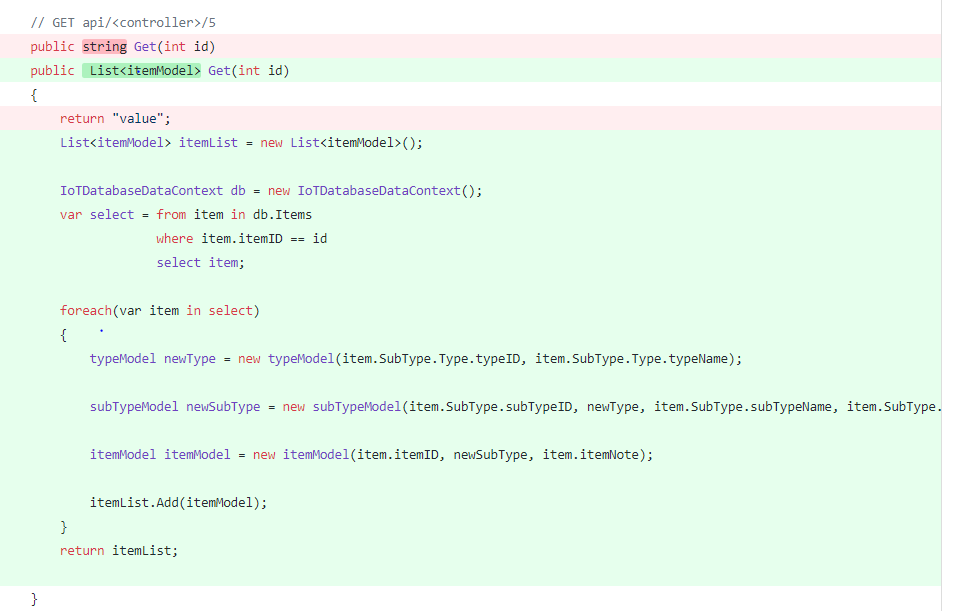 // GET api/<controller>/5
public string Get(int id)
public  List<itemModel> Get(int id)
{
    return "value";
    List<itemModel> itemList = new List<itemModel>();
    IoTDatabaseDataContext db = new IoTDatabaseDataContext();
    var select = from item in db.Items
                 where item.itemID == id
                 select item;
    foreach(var item in select)
    {
        typeModel newType = new typeModel(item.SubType.Type.typeID, item.SubType.Type.typeName);
        subTypeModel newSubType = new subTypeModel(item.SubType.subTypeID, newType, item.SubType.subTypeName, item.SubType.
        itemModel itemModel = new itemModel(item.itemID, newSubType, item.itemNote);
        itemList.Add(itemModel);
    }
    return itemList;
}